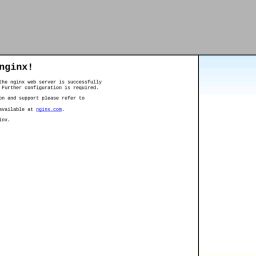 nginx!
the nginx web server is successfully
Further configuration is required.
on and support please refer to
available at nginx.com.
inx.